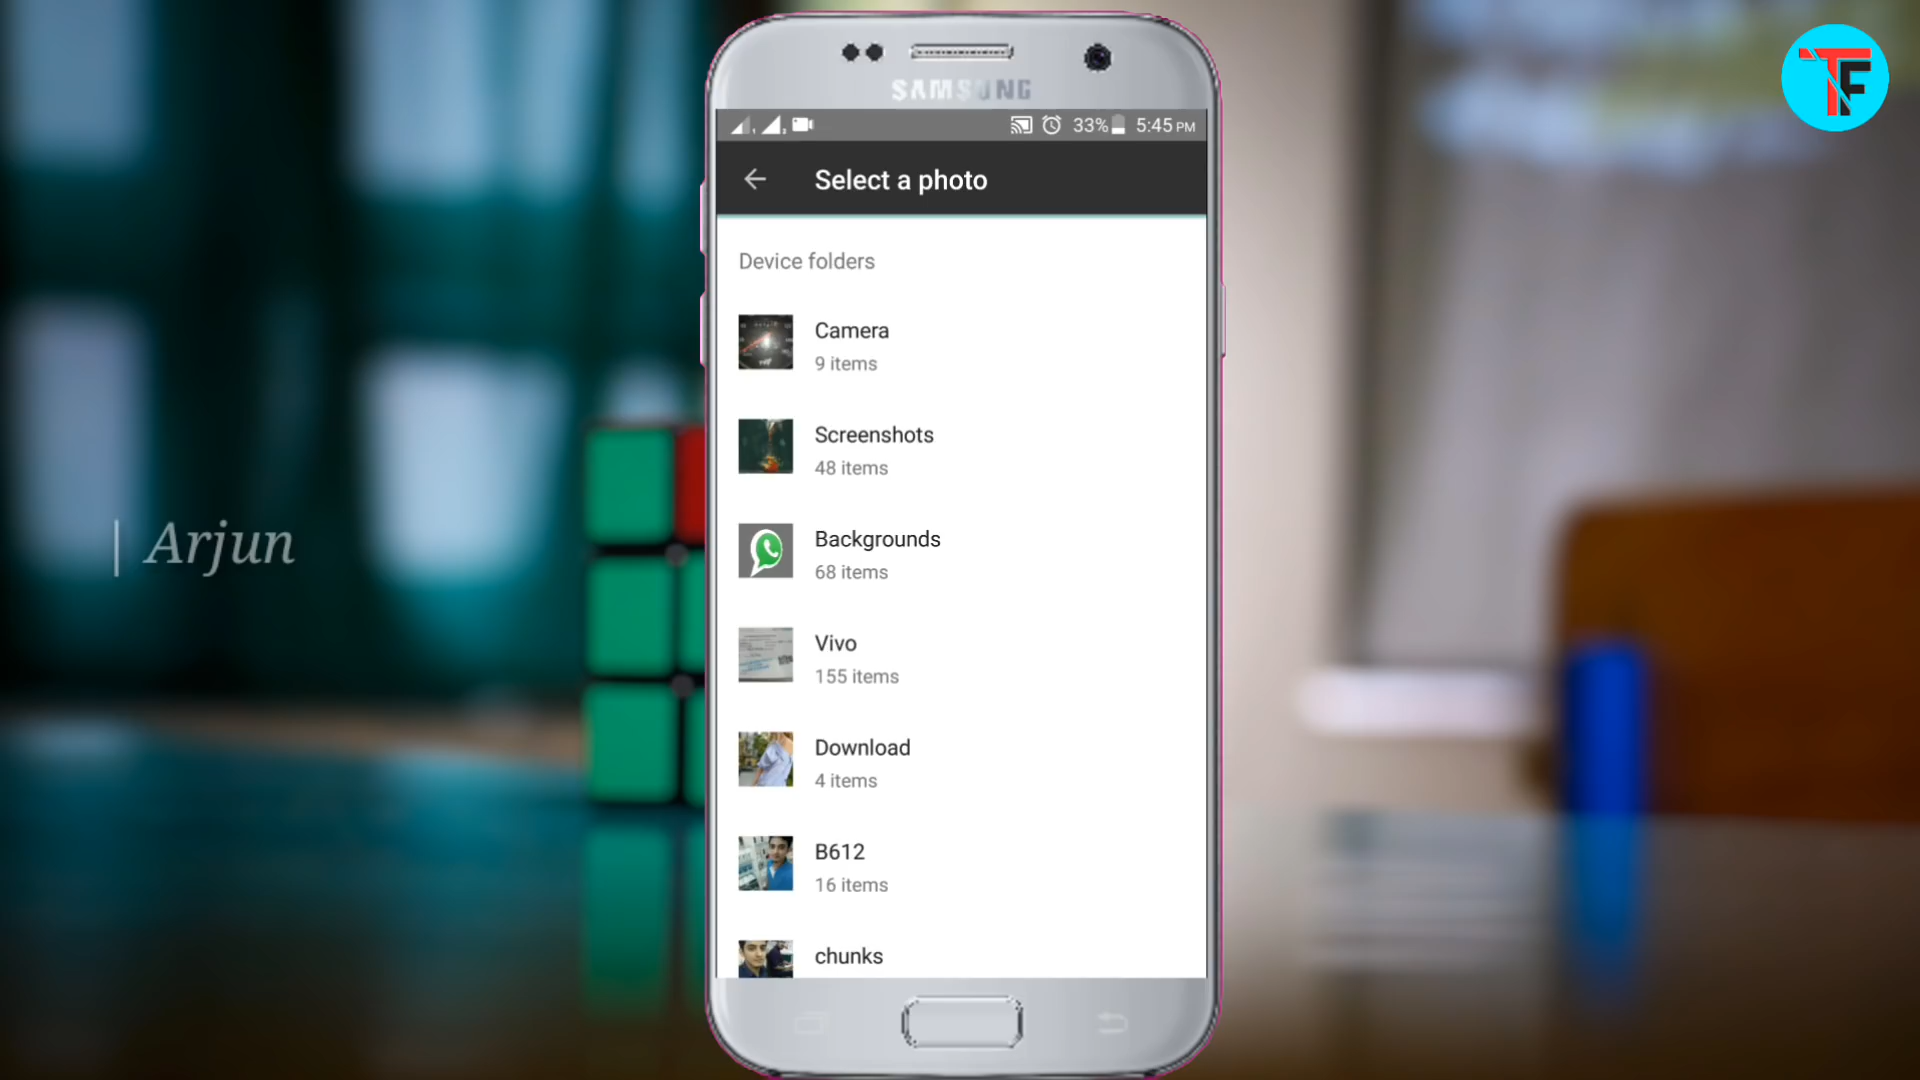 TF
SAMSUNG
33% 5:45 PM
Select a photo
Device folders
Camera
9 items
Screenshots
48 items
Backgrounds
68 items
Vivo
155 items
Download
4 items
B612
16 items
chunks
| Arjun